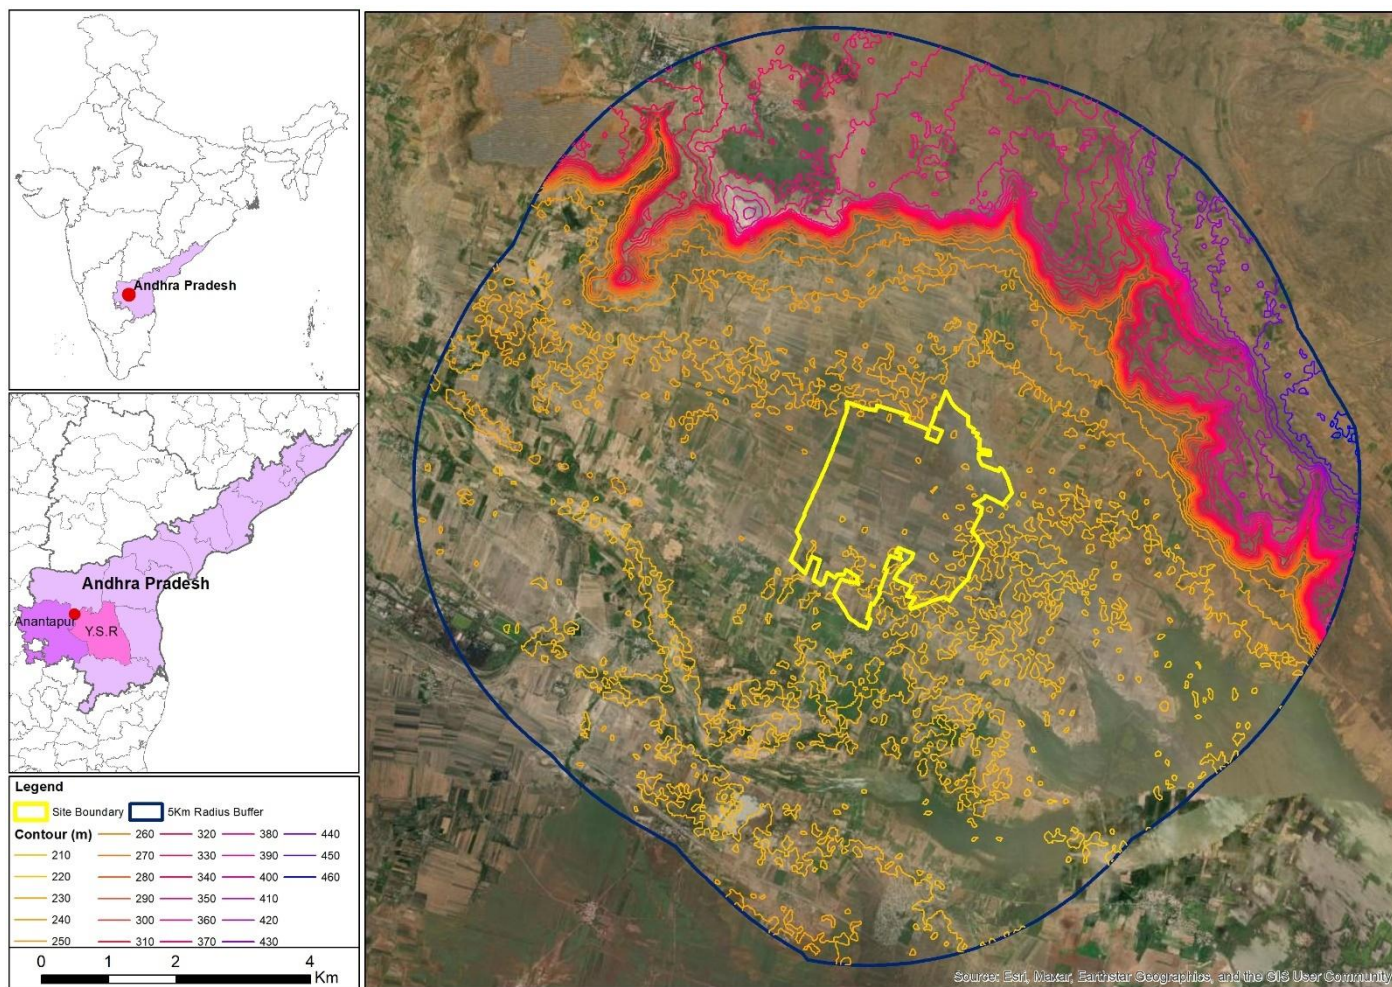 Andhra Pradesh
Andhra Pradesh
Anantapur
Y.S.R
Legend
Site Boundary 5Km Radius Buffer
Contour (m) 260 320 380 440
210 270 330 390 450
220 280 340 400 460
230 290 350 410
240 300 360 420
250 310 370 430
0 1 2 4
Km
Source: Esri, Maxar, Earthstar Geographics, and the GIS User Community